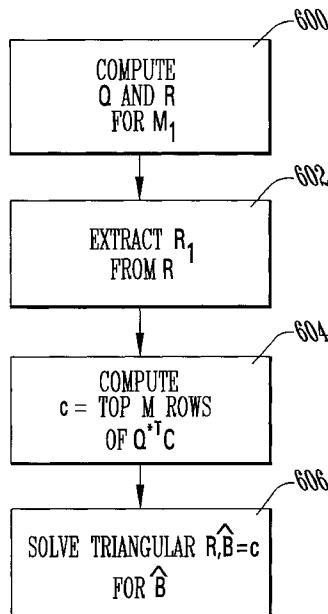 600
COMPUTE
Q AND R
FOR M₁
602
EXTRACT R₁
FROM R
604
COMPUTE
c = TOP M ROWS
OF Q*ᵀC
606
SOLVE TRIANGULAR R,B̂=c
FOR B̂